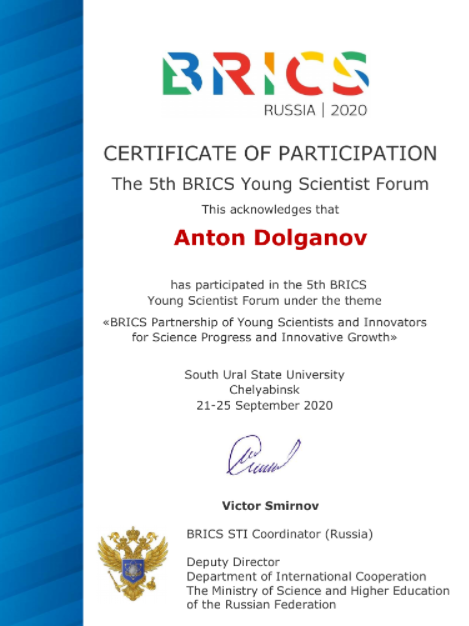 BRICS
RUSSIA | 2020
CERTIFICATE OF PARTICIPATION
The 5th BRICS Young Scientist Forum
This acknowledges that
Anton Dolganov
has participated in the 5th BRICS
Young Scientist Forum under the theme
«BRICS Partnership of Young Scientists and Innovators
for Science Progress and Innovative Growth»
South Ural State University
Chelyabinsk
21-25 September 2020
Victor Smirnov
BRICS STI Coordinator (Russia)
Deputy Director
Department of International Cooperation
The Ministry of Science and Higher Education
of the Russian Federation